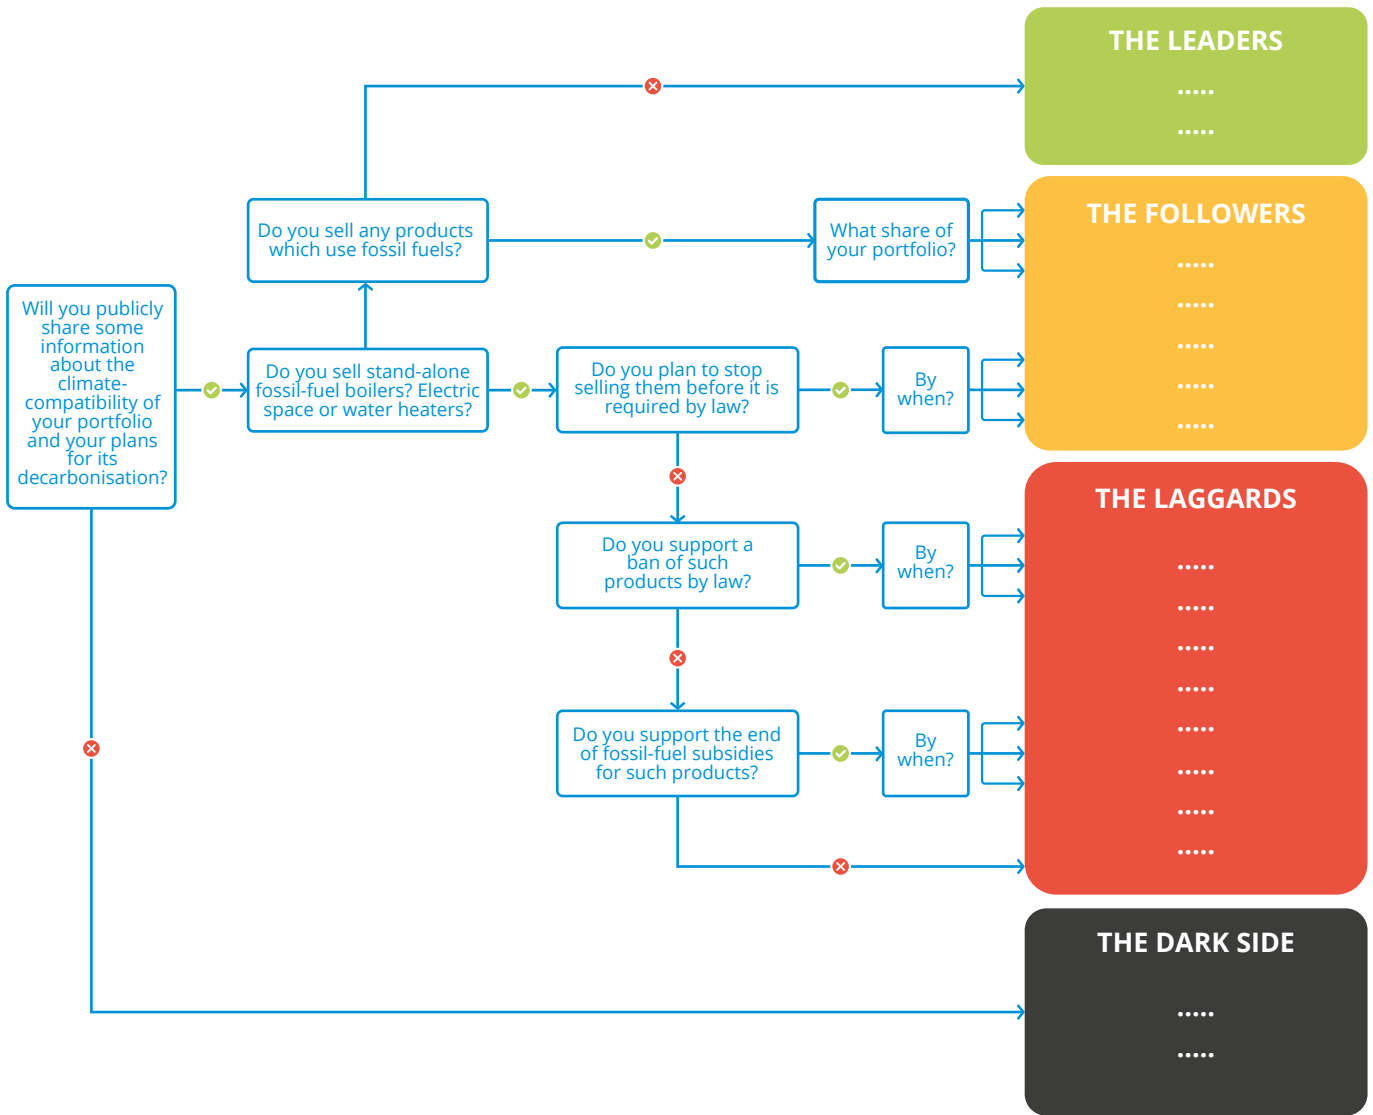 THE LEADERS
.....
.....
Do you sell any products
which use fossil fuels?
What share of
your portfolio?
THE FOLLOWERS
.....
.....
.....
.....
.....
Will you publicly
share some
information
about the
climate-
compatibility of
your portfolio
and your plans
for its
decarbonisation?
Do you sell stand-alone
fossil-fuel boilers? Electric
space or water heaters?
Do you plan to stop
selling them before it is
required by law?
By
when?
THE LAGGARDS
.....
.....
.....
.....
.....
.....
.....
.....
Do you support a
ban of such
products by law?
By
when?
Do you support the end
of fossil-fuel subsidies
for such products?
By
when?
THE DARK SIDE
.....
.....